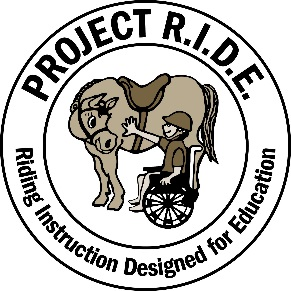 PROJECT R.I.D.E.
Riding Instruction Designed for Education